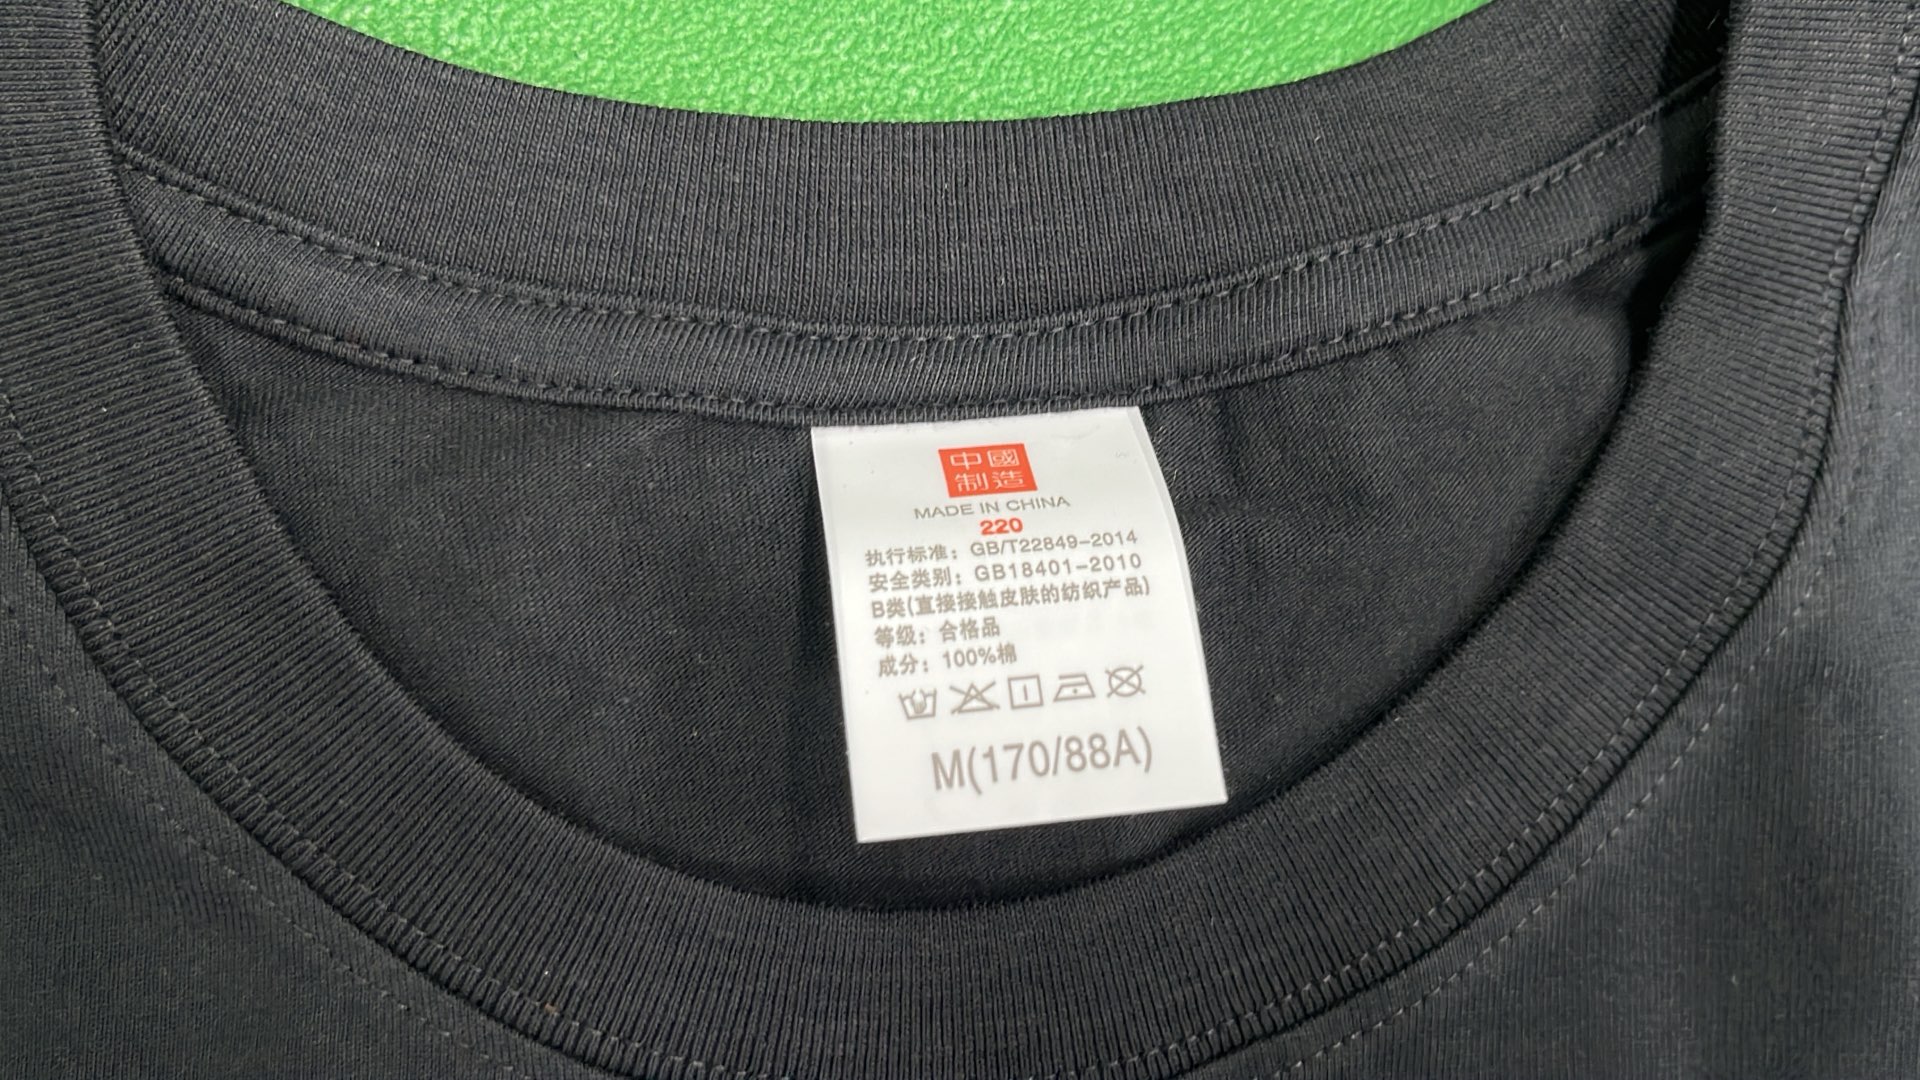 中國
制造
MADE IN CHINA
220
执行标准：GB/T22849-2014
安全类别：GB18401-2010
B类(直接接触皮肤的纺织产品)
等级：合格品
成分：100%棉
M(170/88A)